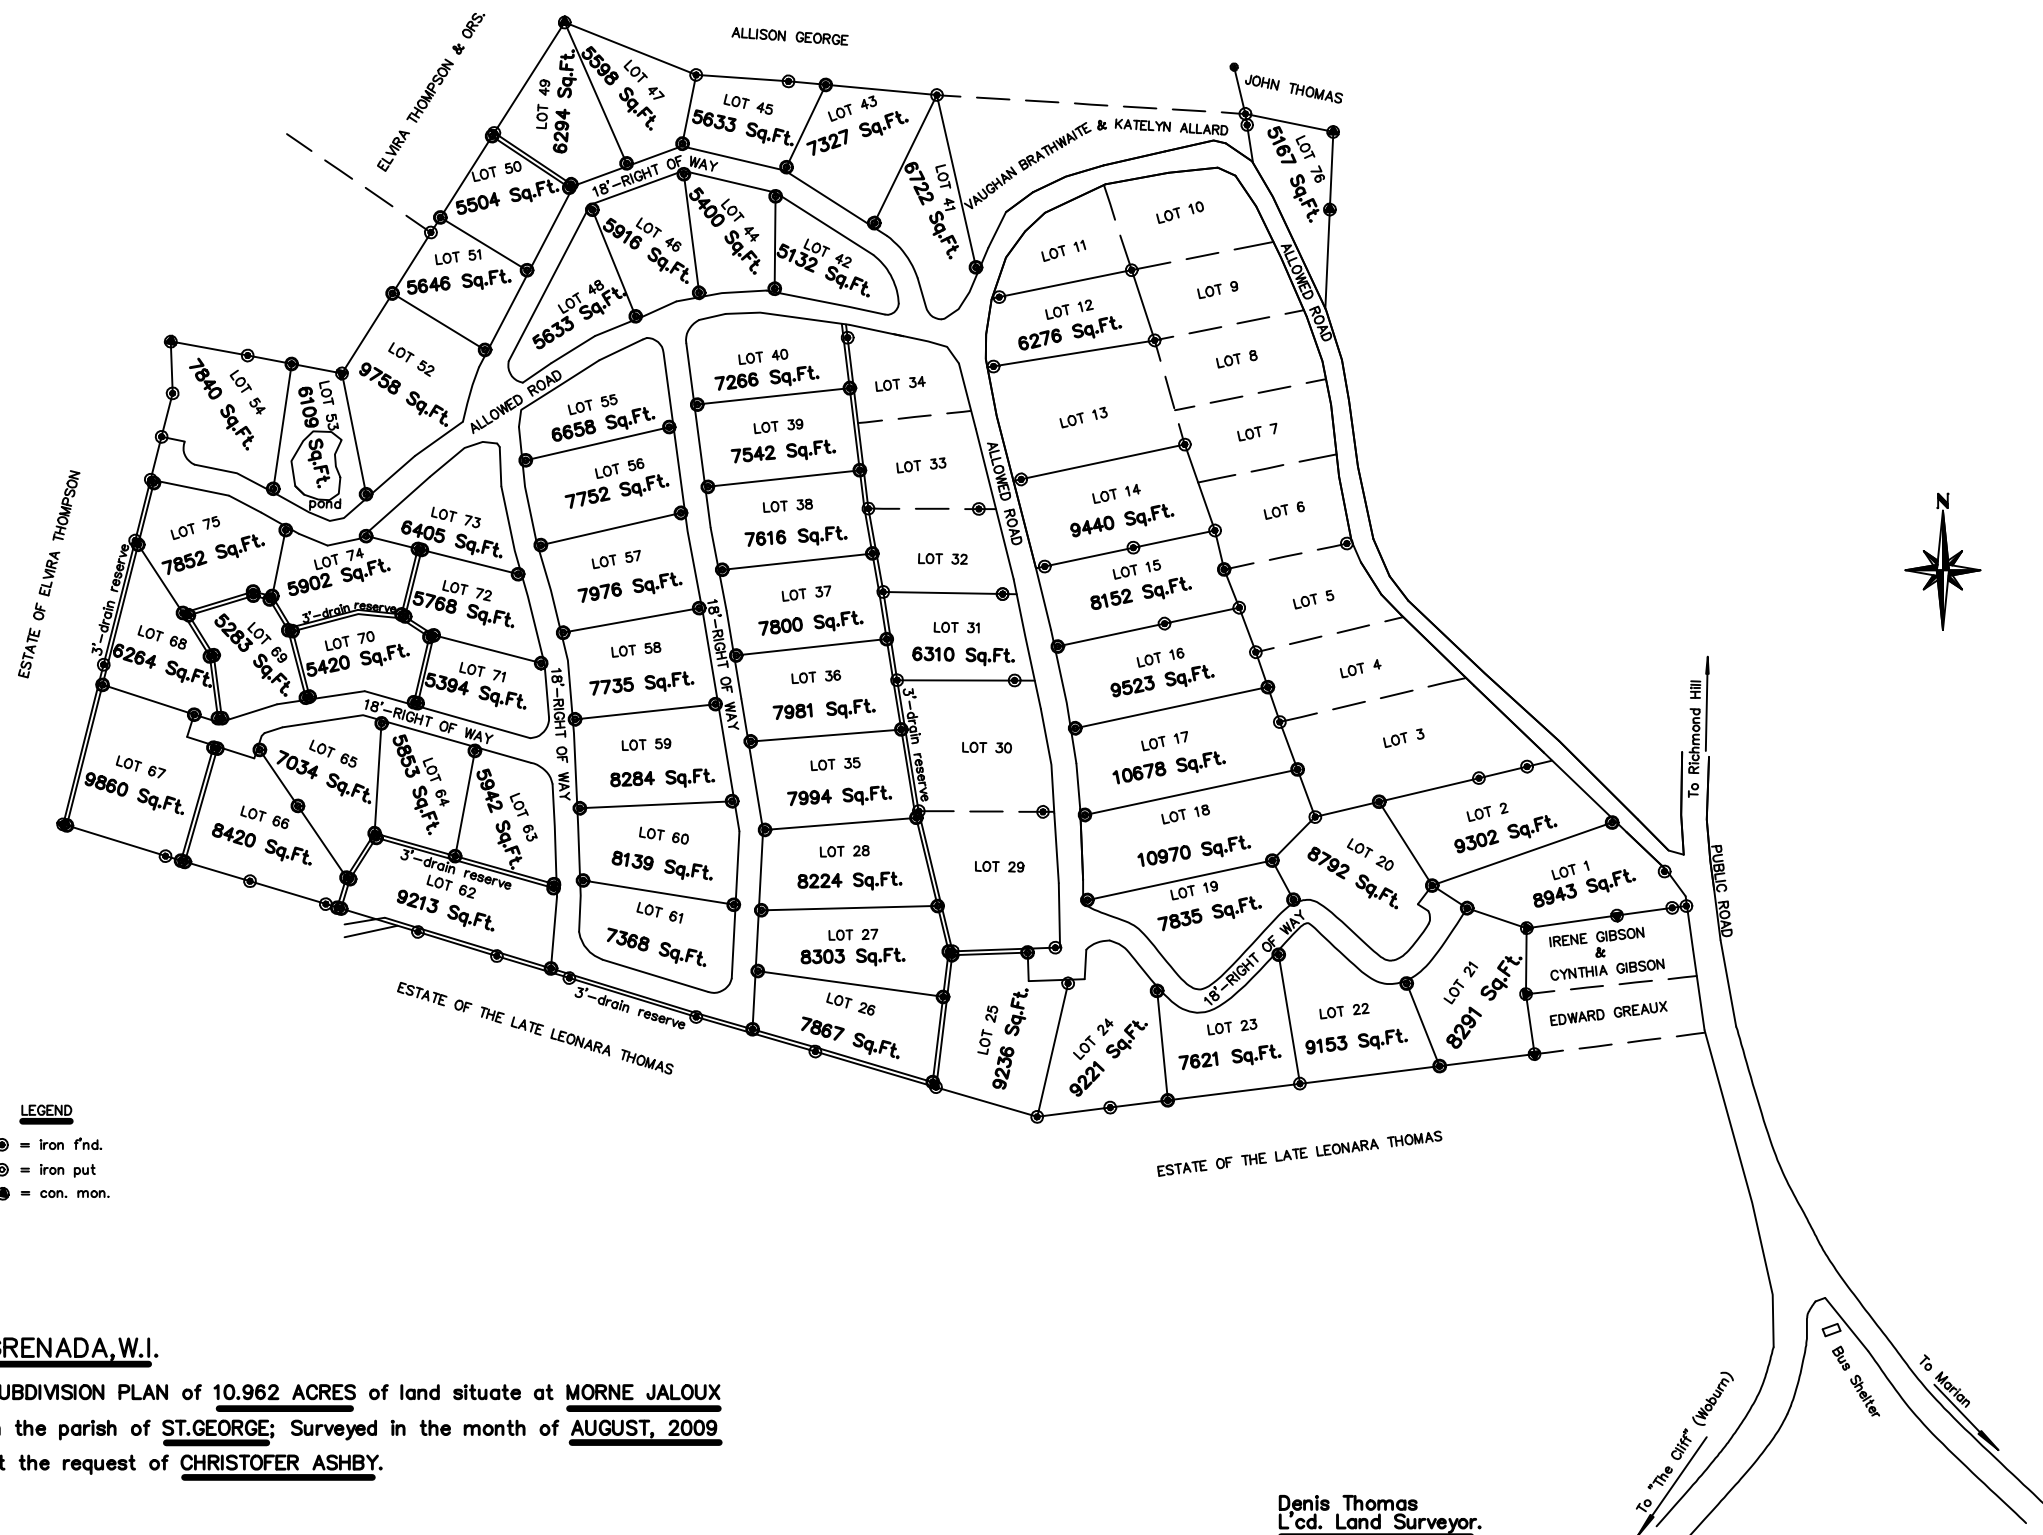 ALLISON GEORGE
ELVIRA THOMPSON & ORS.
JOHN THOMAS
VAUGHAN BRATHWAITE & KATELYN ALLARD
LOT 49
6294 Sq.Ft.
LOT 47
5598 Sq.Ft.
LOT 45
5633 Sq.Ft.
LOT 43
7327 Sq.Ft.
LOT 41
6722 Sq.Ft.
LOT 76
5167 Sq.Ft.
LOT 50
5504 Sq.Ft.
18'-RIGHT OF WAY
LOT 51
5646 Sq.Ft.
LOT 48
5633 Sq.Ft.
LOT 46
5916 Sq.Ft.
LOT 44
5400 Sq.Ft.
LOT 42
5132 Sq.Ft.
LOT 11
LOT 10
ALLOWED ROAD
LOT 12
6276 Sq.Ft.
LOT 9
LOT 54
7840 Sq.Ft.
LOT 53
6109 Sq.Ft.
pond
LOT 52
9758 Sq.Ft.
ALLOWED ROAD
LOT 55
6658 Sq.Ft.
LOT 40
7266 Sq.Ft.
LOT 34
LOT 8
LOT 13
LOT 56
7752 Sq.Ft.
LOT 39
7542 Sq.Ft.
LOT 33
ALLOWED ROAD
LOT 7
ESTATE OF ELVIRA THOMPSON
3'-drain reserve
LOT 75
7852 Sq.Ft.
LOT 74
5902 Sq.Ft.
LOT 73
6405 Sq.Ft.
LOT 38
7616 Sq.Ft.
LOT 14
9440 Sq.Ft.
LOT 6
LOT 72
5768 Sq.Ft.
3'-drain reserve
LOT 57
7976 Sq.Ft.
LOT 37
7800 Sq.Ft.
LOT 32
LOT 15
8152 Sq.Ft.
LOT 5
LOT 68
6264 Sq.Ft.
LOT 69
5283 Sq.Ft.
LOT 70
5420 Sq.Ft.
LOT 71
5394 Sq.Ft.
18'-RIGHT OF WAY
18'-RIGHT OF WAY
LOT 58
7735 Sq.Ft.
18'-RIGHT OF WAY
LOT 36
7981 Sq.Ft.
3'-drain reserve
LOT 31
6310 Sq.Ft.
LOT 16
9523 Sq.Ft.
LOT 4
LOT 67
9860 Sq.Ft.
LOT 66
8420 Sq.Ft.
LOT 65
7034 Sq.Ft.
LOT 64
5853 Sq.Ft.
LOT 63
5942 Sq.Ft.
LOT 59
8284 Sq.Ft.
LOT 35
7994 Sq.Ft.
LOT 30
LOT 17
10678 Sq.Ft.
LOT 3
3'-drain reserve
LOT 62
9213 Sq.Ft.
LOT 60
8139 Sq.Ft.
LOT 28
8224 Sq.Ft.
LOT 29
LOT 18
10970 Sq.Ft.
LOT 20
8792 Sq.Ft.
LOT 2
9302 Sq.Ft.
LOT 1
8943 Sq.Ft.
LOT 61
7368 Sq.Ft.
LOT 27
8303 Sq.Ft.
LOT 19
7835 Sq.Ft.
18'-RIGHT OF WAY
IRENE GIBSON
&
CYNTHIA GIBSON
EDWARD GREAUX
LOT 26
7867 Sq.Ft.
LOT 25
9236 Sq.Ft.
LOT 24
9221 Sq.Ft.
LOT 23
7621 Sq.Ft.
LOT 22
9153 Sq.Ft.
LOT 21
8291 Sq.Ft.
3'-drain reserve
ESTATE OF THE LATE LEONARA THOMAS
ESTATE OF THE LATE LEONARA THOMAS
N
To Richmond Hill
PUBLIC ROAD
Bus Shelter
To Marian
To "The Cliff" (Woburn)
LEGEND
= iron f'nd.
= iron put
= con. mon.
GRENADA,W.I.
UBDIVISION PLAN of 10.962 ACRES of land situate at MORNE JALOUX
n the parish of ST.GEORGE; Surveyed in the month of AUGUST, 2009
t the request of CHRISTOFER ASHBY.
Denis Thomas
L'cd. Land Surveyor.